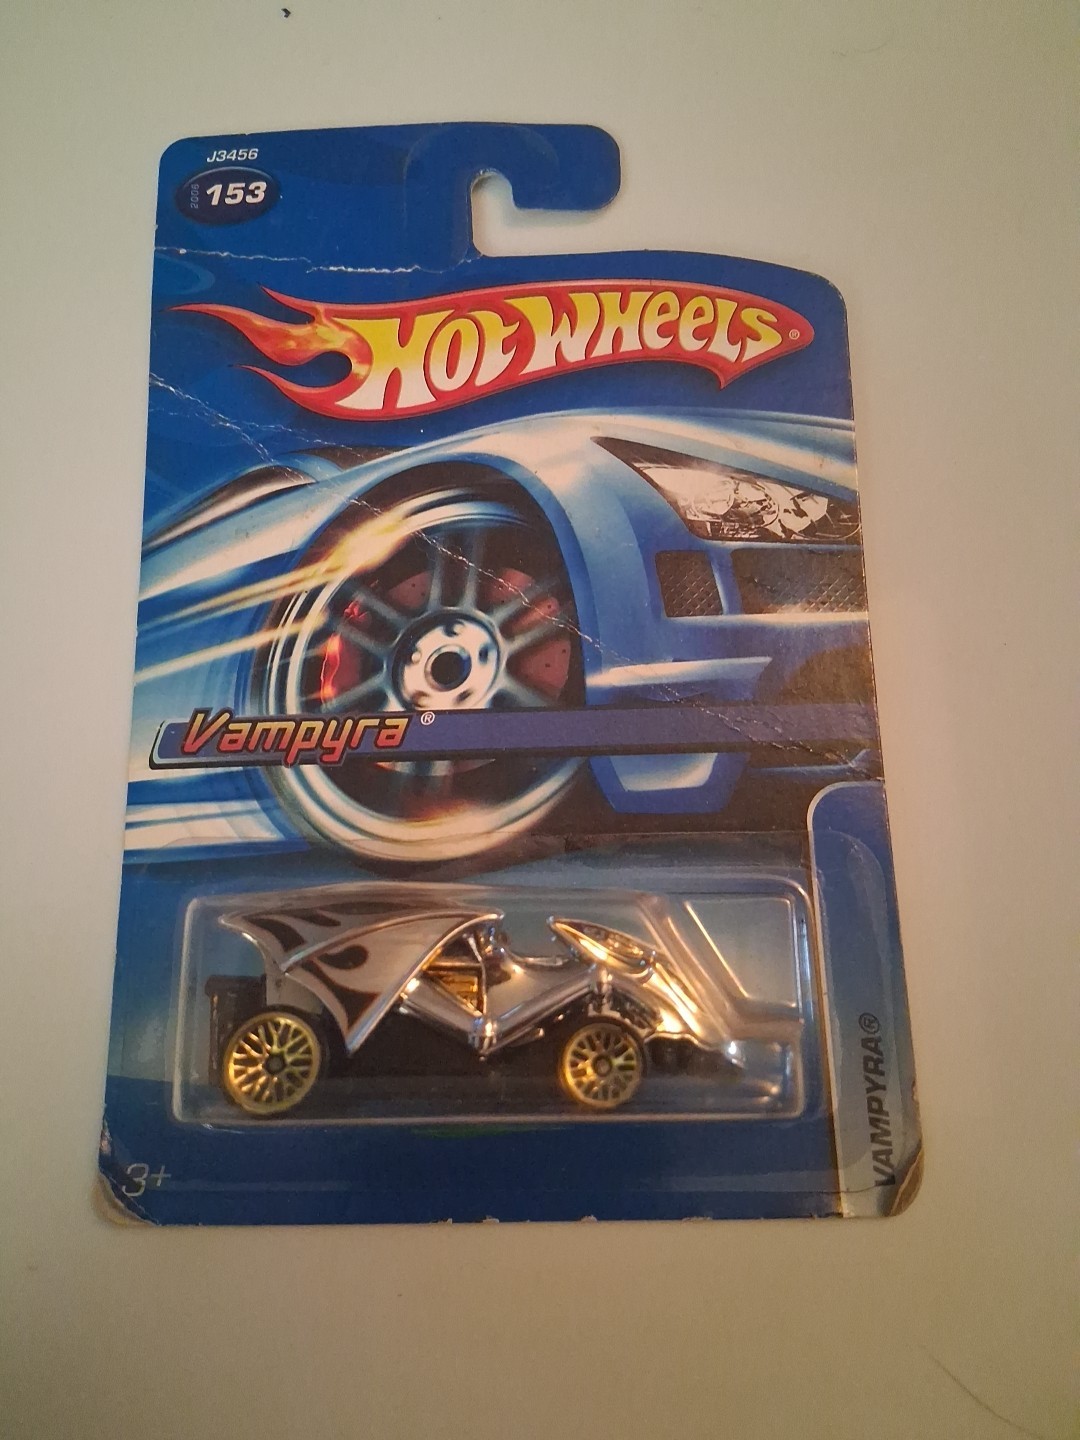 J3456
2006 153
HOT WHEELS®
Vampyra®
VAMPYRA®
3+